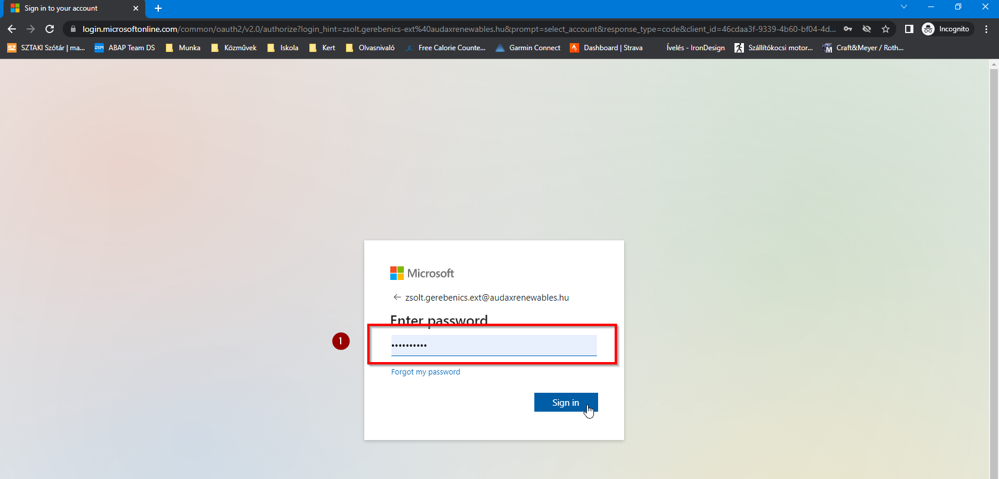 Sign in to your account
login.microsoftonline.com/common/oauth2/v2.0/authorize?login_hint=zsolt.gerebenics-ext%40audaxrenewables.hu&prompt=select_account&response_type=code&client_id=46cdaa3f-9339-4b60-bf04-4d...
Incognito
SZ SZTAKI Szótár | ma... DSM ABAP Team DS Munka Közművek Iskola Kert Olvasnivaló Free Calorie Counte... Garmin Connect Dashboard | Strava Ívelés - IronDesign Szállítókocsi motor... M Craft&Meyer / Roth...
Microsoft
zsolt.gerebenics.ext@audaxrenewables.hu
Enter password
1
••••••••••
Forgot my password
Sign in